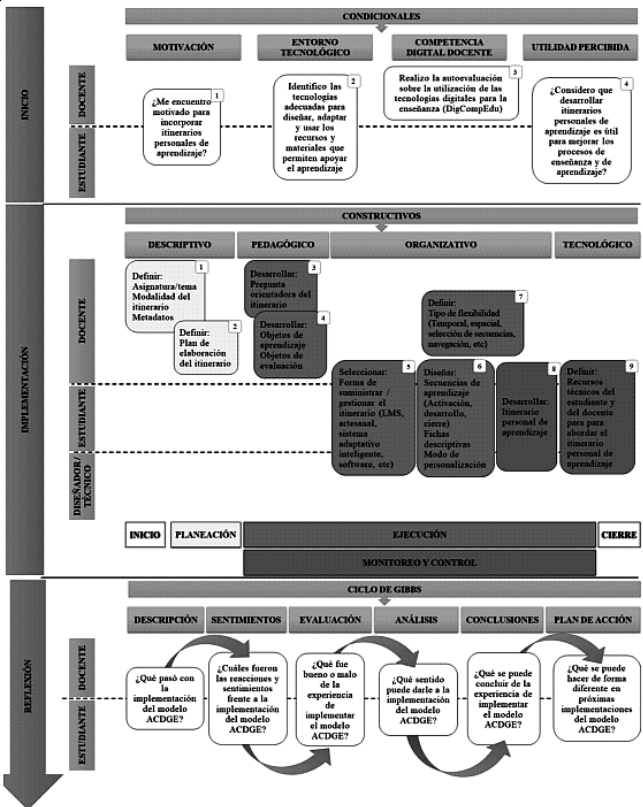 INICIO
CONDICIONALES
MOTIVACIÓN
ENTORNO
TECNOLÓGICO
COMPETENCIA
DIGITAL DOCENTE
UTILIDAD PERCIBIDA
DOCENTE
ESTUDIANTE
1
¿Me encuentro
motivado para
incorporar
itinerarios
personales de
aprendizaje?
2
Identifico las
tecnologías
adecuadas para
diseñar, adaptar
y usar los
recursos y
materiales que
permiten apoyar
el aprendizaje
3
Realizo la autoevaluación
sobre la utilización de las
tecnologías digitales para la
enseñanza (DigCompEdu)
4
¿Considero que
desarrollar
itinerarios
personales de
aprendizaje es útil
para mejorar los
procesos de
enseñanza y de
aprendizaje?
IMPLEMENTACIÓN
CONSTRUCTIVOS
DESCRIPTIVO
PEDAGÓGICO
ORGANIZATIVO
TECNOLÓGICO
DOCENTE
ESTUDIANTE
DISEÑADOR/
TÉCNICO
1
Definir:
Asignatura/tema
Modalidad del
itinerario
Metadatos
2
Definir:
Plan de
elaboración
del itinerario
3
Desarrollar:
Pregunta
orientadora del
itinerario
4
Desarrollar:
Objetos de
aprendizaje
Objetos de
evaluación
5
Seleccionar:
Forma de
suministrar /
gestionar el
itinerario (LMS,
artesanal,
sistema
adaptativo
inteligente,
software, etc)
6
Diseñar:
Secuencias de
aprendizaje
(Activación,
desarrollo,
cierre)
Fichas
descriptivas
Modo de
personalización
7
Definir:
Tipo de flexibilidad
(Temporal, espacial,
selección de secuencias,
navegación, etc)
8
Desarrollar:
Itinerario
personal de
aprendizaje
9
Definir:
Recursos
técnicos del
estudiante y
del docente
para para
abordar el
itinerario
personal de
aprendizaje
INICIO
PLANEACIÓN
EJECUCIÓN
CIERRE
MONITOREO Y CONTROL
REFLEXIÓN
CICLO DE GIBBS
DESCRIPCIÓN
SENTIMIENTOS
EVALUACIÓN
ANÁLISIS
CONCLUSIONES
PLAN DE ACCIÓN
DOCENTE
ESTUDIANTE
¿Qué pasó con
la
implementación
del modelo
ACDGE?
¿Cuáles fueron
las reacciones y
sentimientos
frente a la
implementación
del modelo
ACDGE?
¿Qué fue
bueno o malo
de la
experiencia de
implementar
el modelo
ACDGE?
¿Qué sentido
puede darle a la
implementación
del modelo
ACDGE?
¿Qué se puede
concluir de la
experiencia de
implementar
el modelo
ACDGE?
¿Qué se puede
hacer de forma
diferente en
próximas
implementaciones
del modelo
ACDGE?